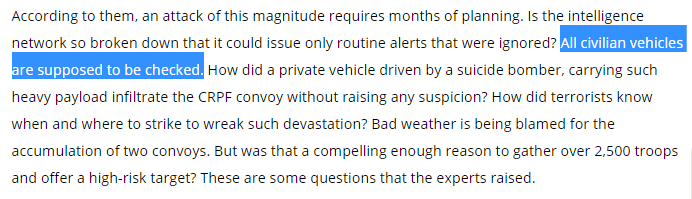 According to them, an attack of this magnitude requires months of planning. Is the intelligence
network so broken down that it could issue only routine alerts that were ignored? All civilian vehicles
are supposed to be checked. How did a private vehicle driven by a suicide bomber, carrying such
heavy payload infiltrate the CRPF convoy without raising any suspicion? How did terrorists know
when and where to strike to wreak such devastation? Bad weather is being blamed for the
accumulation of two convoys. But was that a compelling enough reason to gather over 2,500 troops
and offer a high-risk target? These are some questions that the experts raised.